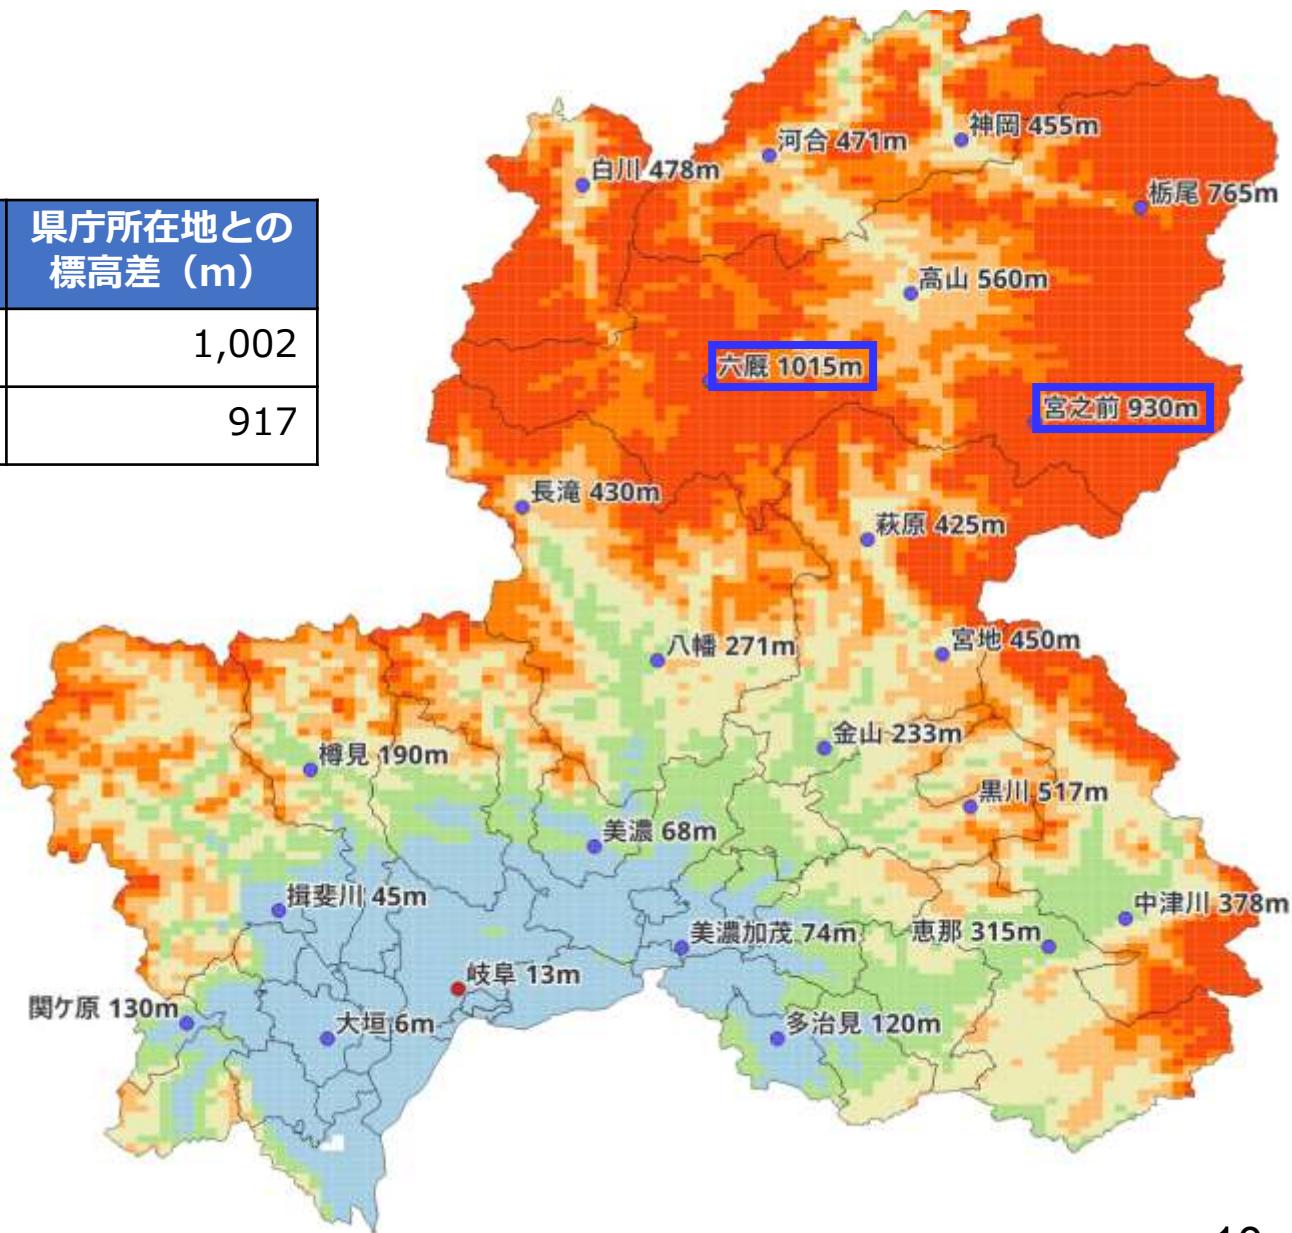 県庁所在地との
標高差（m）
1,002
917
神岡 455m
河合 471m
白川 478m
栃尾 765m
高山 560m
六厩 1015m
宮之前 930m
長滝 430m
萩原 425m
八幡 271m
宮地 450m
金山 233m
樽見 190m
黒川 517m
美濃 68m
揖斐川 45m
中津川 378m
美濃加茂 74m
恵那 315m
岐阜 13m
関ケ原 130m
大垣 6m
多治見 120m